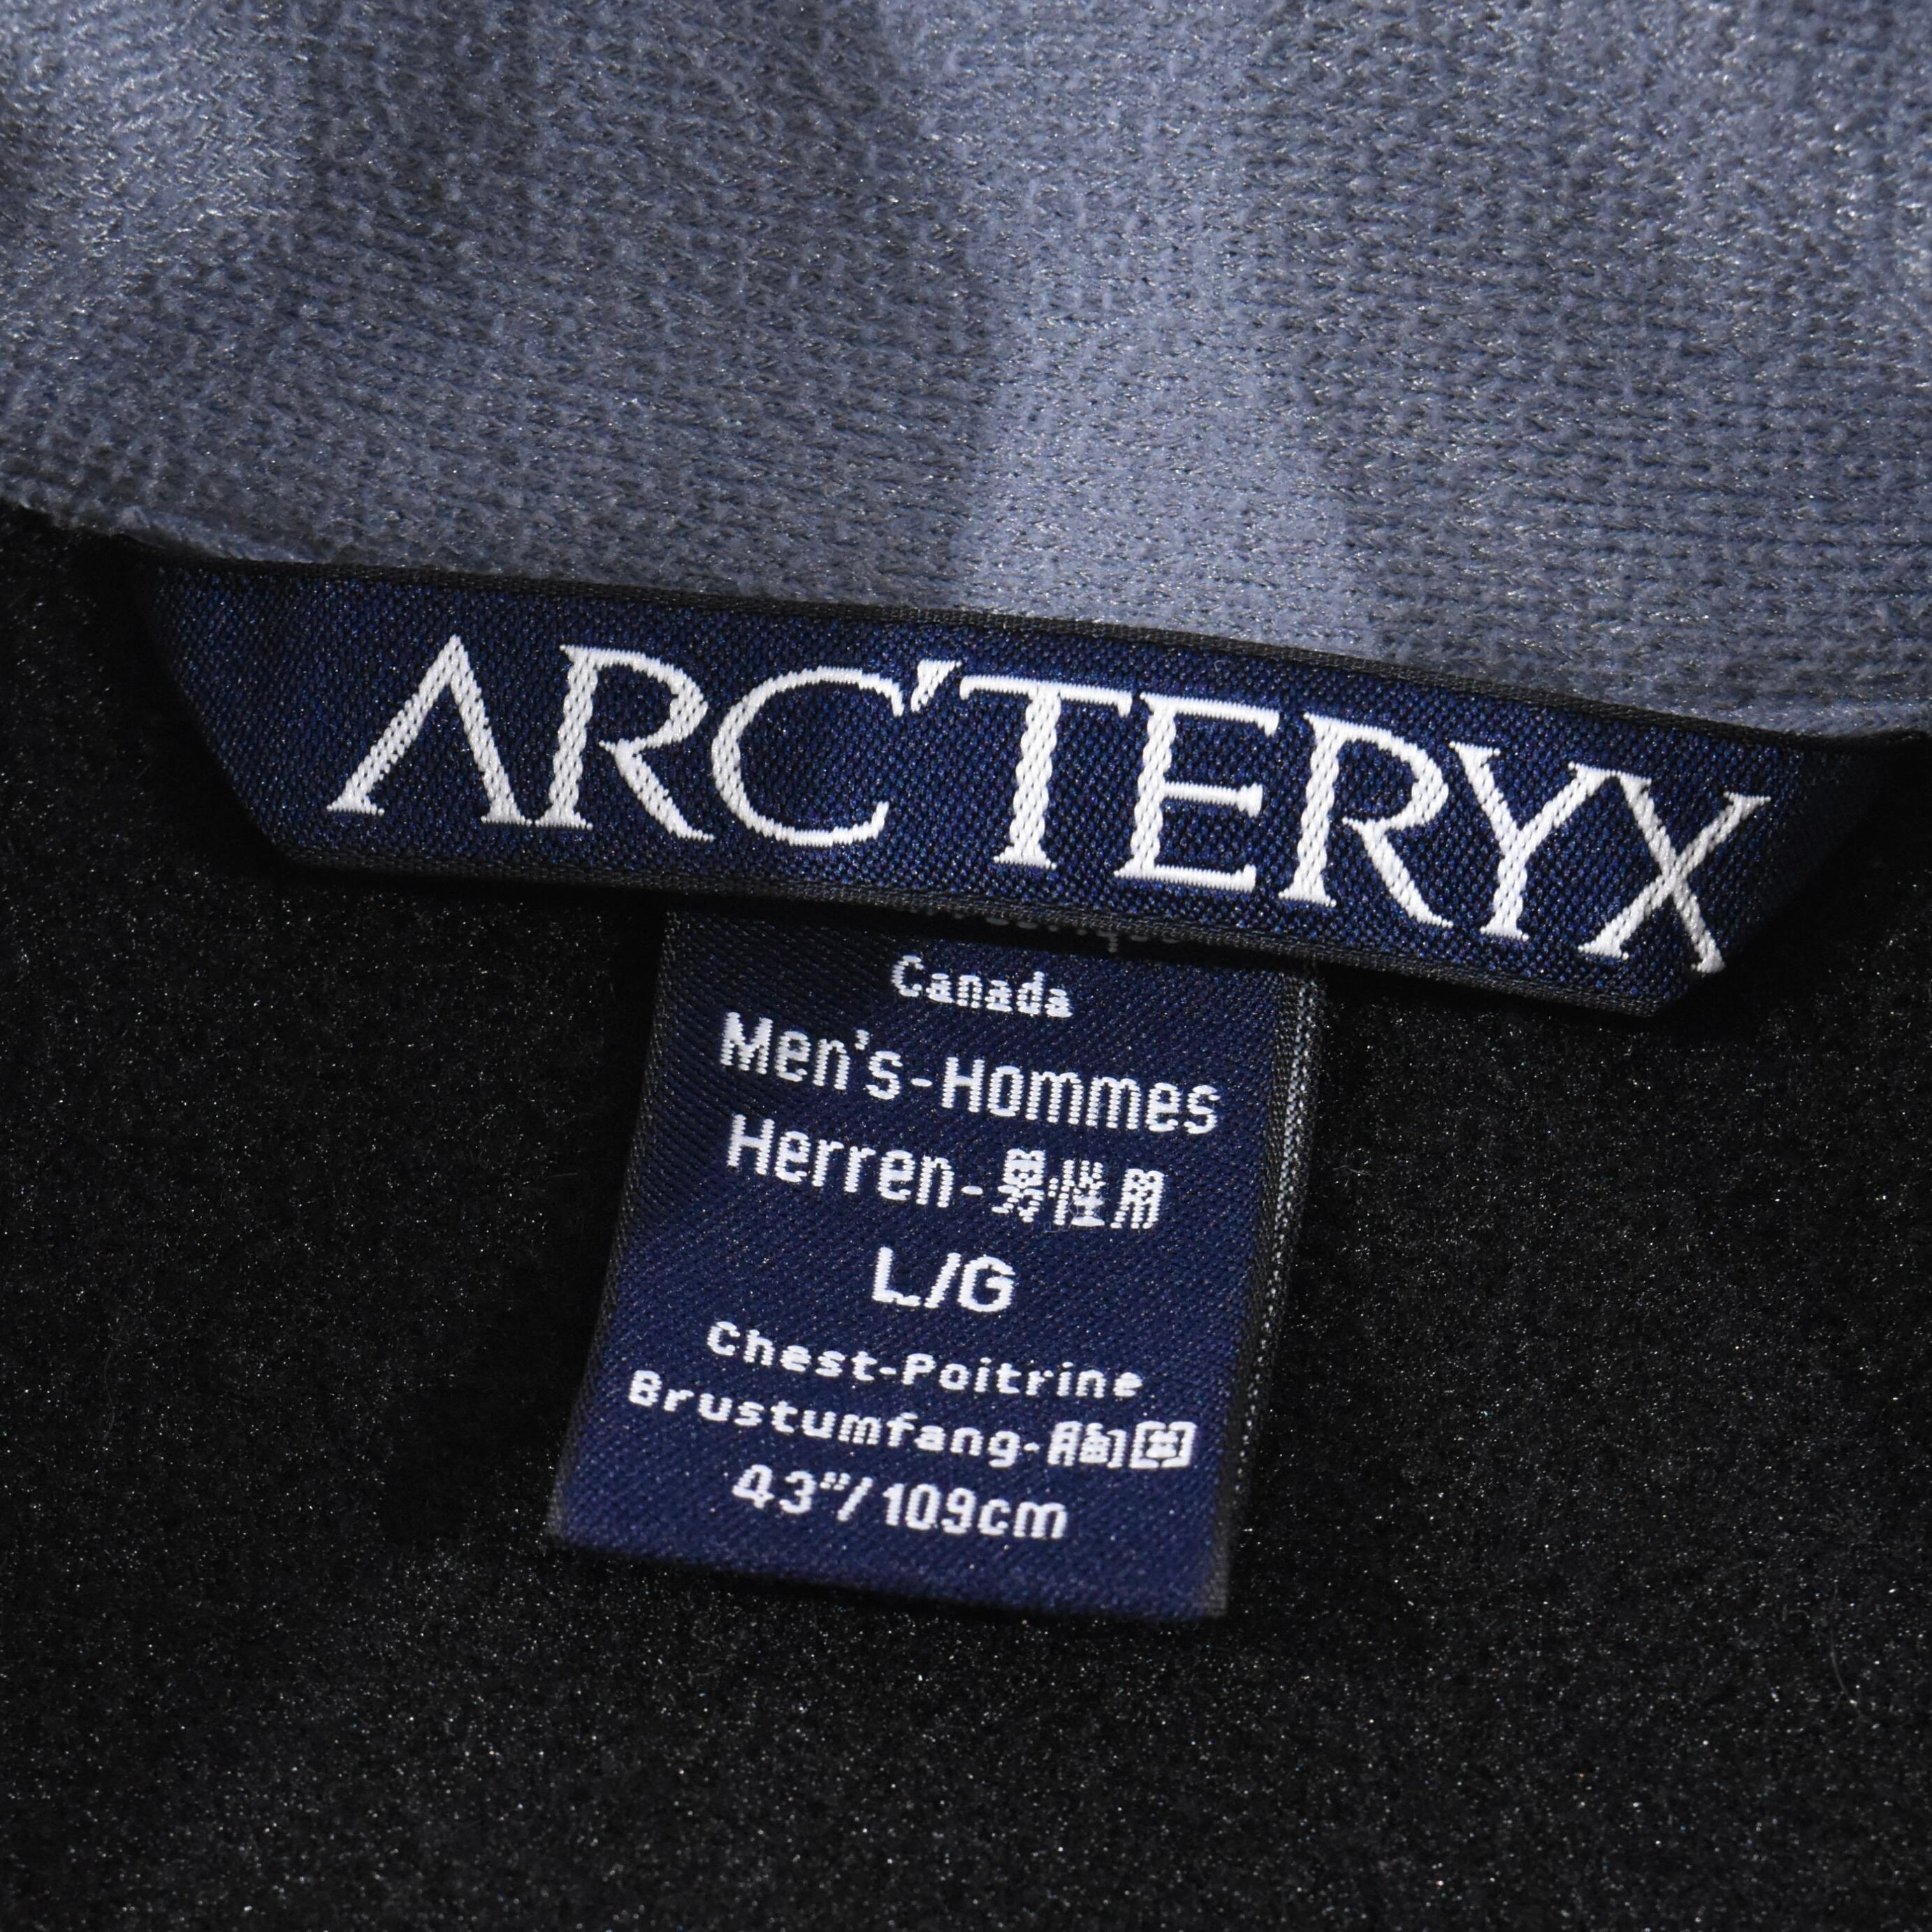 ARC'TERYX
Canada
Men's-Hommes
Herren-男性用
L/G
Chest-Poitrine
Brustumfang-胸囲
43"/109cm